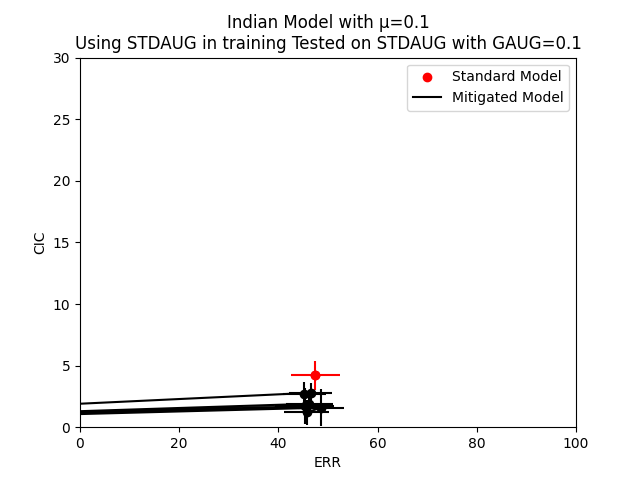 Indian Model with μ=0.1
Using STDAUG in training Tested on STDAUG with GAUG=0.1
Standard Model
Mitigated Model
CIC
30
25
20
15
10
5
0
0 20 40 60 80 100
ERR